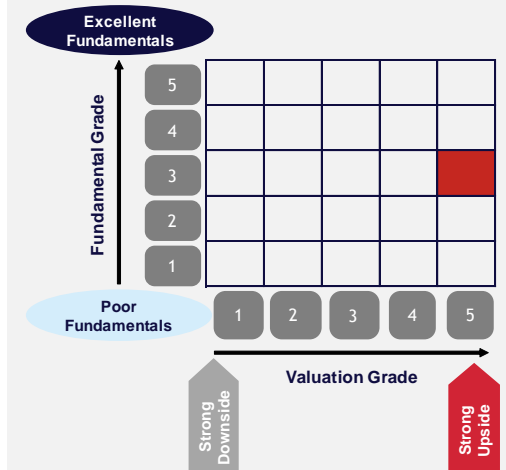 Excellent
Fundamentals
Fundamental Grade
5
4
3
2
1
Poor
Fundamentals
1
2
3
4
5
Valuation Grade
Strong
Downside
Strong
Upside